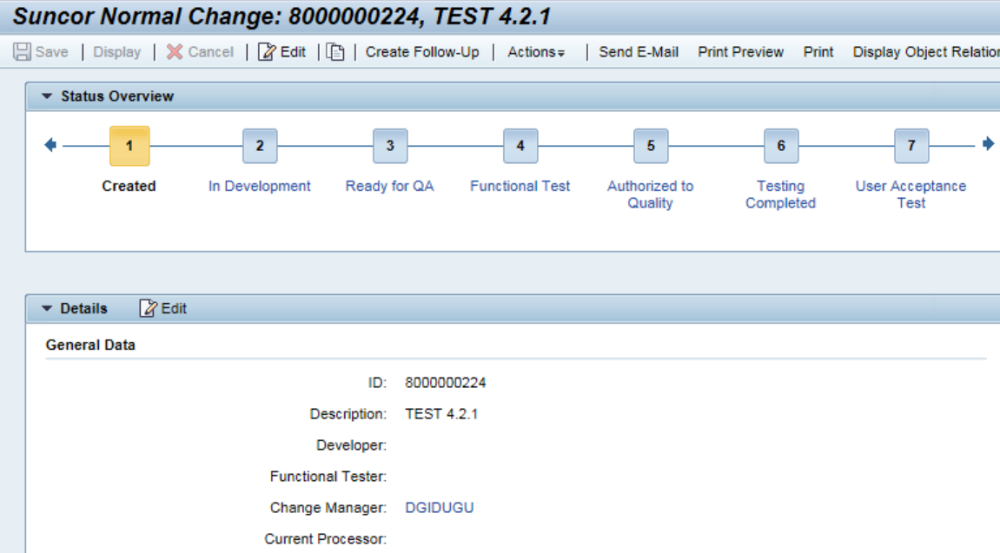 Suncor Normal Change: 8000000224, TEST 4.2.1
Save | Display | Cancel | Edit | | Create Follow-Up | Actions | Send E-Mail Print Preview Print Display Object
Status Overview
1 2 3 4 5 6 7
Created In Development Ready for QA Functional Test Authorized to Quality Testing Completed User Acceptance Test
Details Edit
General Data
ID: 8000000224
Description: TEST 4.2.1
Developer:
Functional Tester:
Change Manager: DGIDUGU
Current Processor: